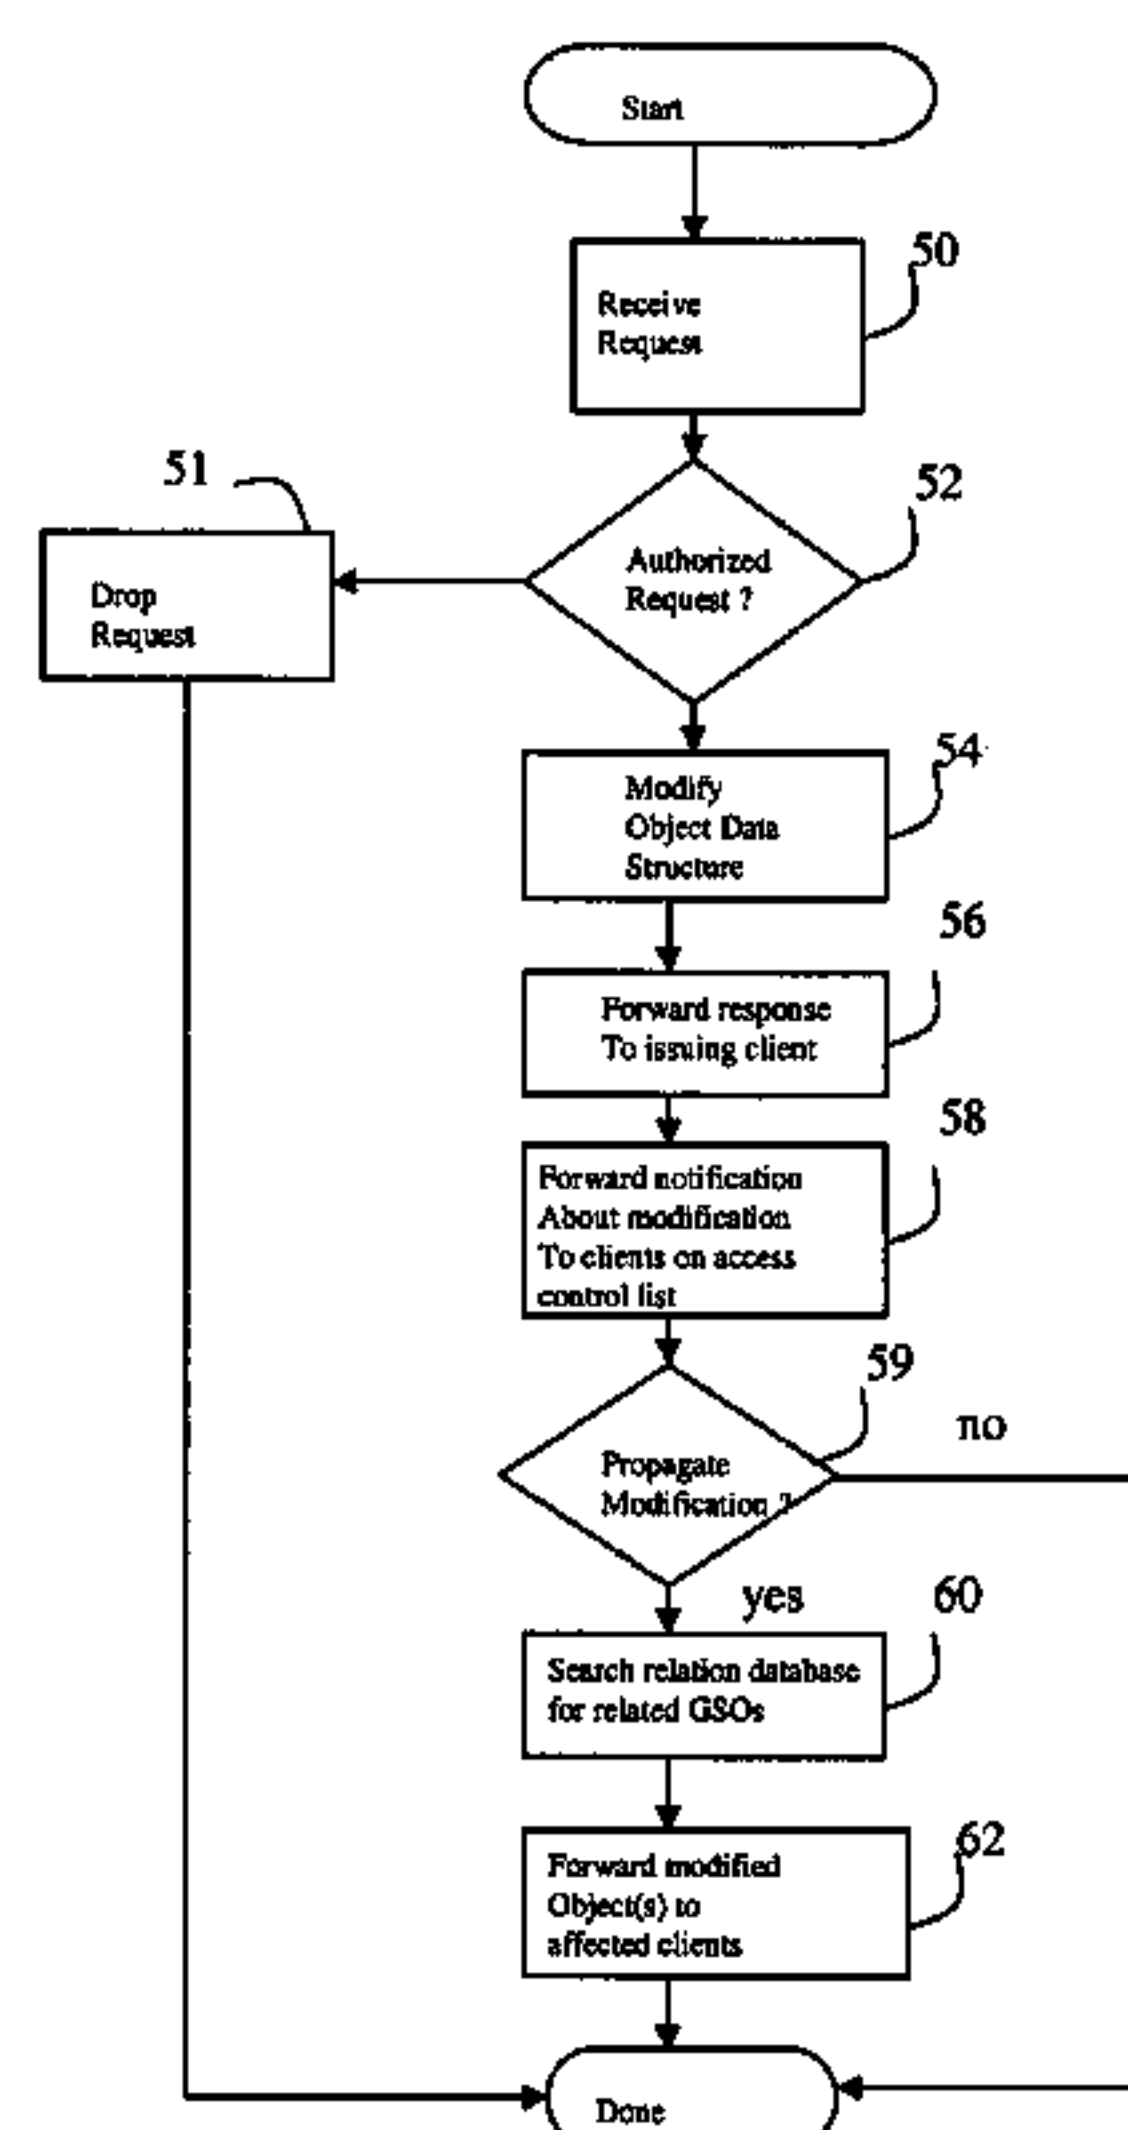 Start
50
Receive
Request
51
52
Authorized
Request ?
Drop
Request
54
Modify
Object Data
Structure
56
Forward response
To issuing client
58
Forward notification
About modification
To clients on access
control list
59
no
Propagate
Modification ?
yes
60
Search relation database
for related GSOs
62
Forward modified
Object(s) to
affected clients
Done